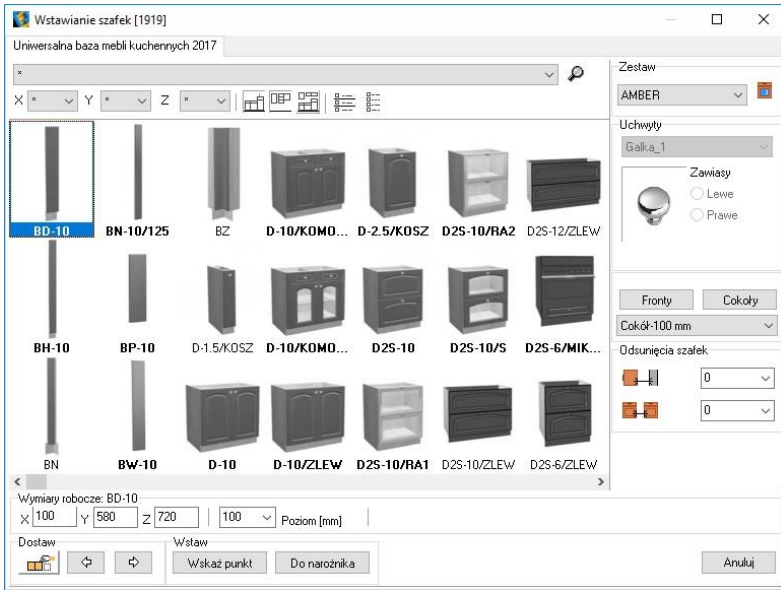 Wstawianie szafek [1919]
Uniwersalna baza mebli kuchennych 2017
*
X * Y * Z *
BD-10 BN-10/125 BZ D-10/KOMO... D-2.5/KOSZ D2S-10/RA2 D2S-12/ZLEW
BH-10 BP-10 D-1.5/KOSZ D-10/KOMO... D2S-10 D2S-10/S D2S-6/MIK...
BN BW-10 D-10 D-10/ZLEW D2S-10/RA1 D2S-10/ZLEW D2S-6/ZLEW
Zestaw
AMBER
Uchwyty
Galka_1
Zawiasy
Lewe
Prawe
Fronty Cokoły
Cokół-100 mm
Odsunięcia szafek
0
0
Wymiary robocze: BD-10
X 100 Y 580 Z 720 100 Poziom [mm]
Dostaw Wstaw
Wskaż punkt Do narożnika Anuluj